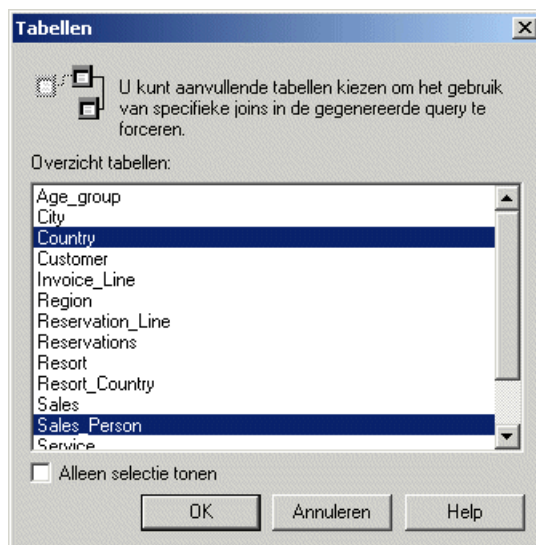 Tabellen
U kunt aanvullende tabellen kiezen om het gebruik
van specifieke joins in de gegenereerde query te
forceren.
Overzicht tabellen:
Age_group
City
Country
Customer
Invoice_Line
Region
Reservation_Line
Reservations
Resort
Resort_Country
Sales
Sales_Person
Service
Alleen selectie tonen
OK
Annuleren
Help